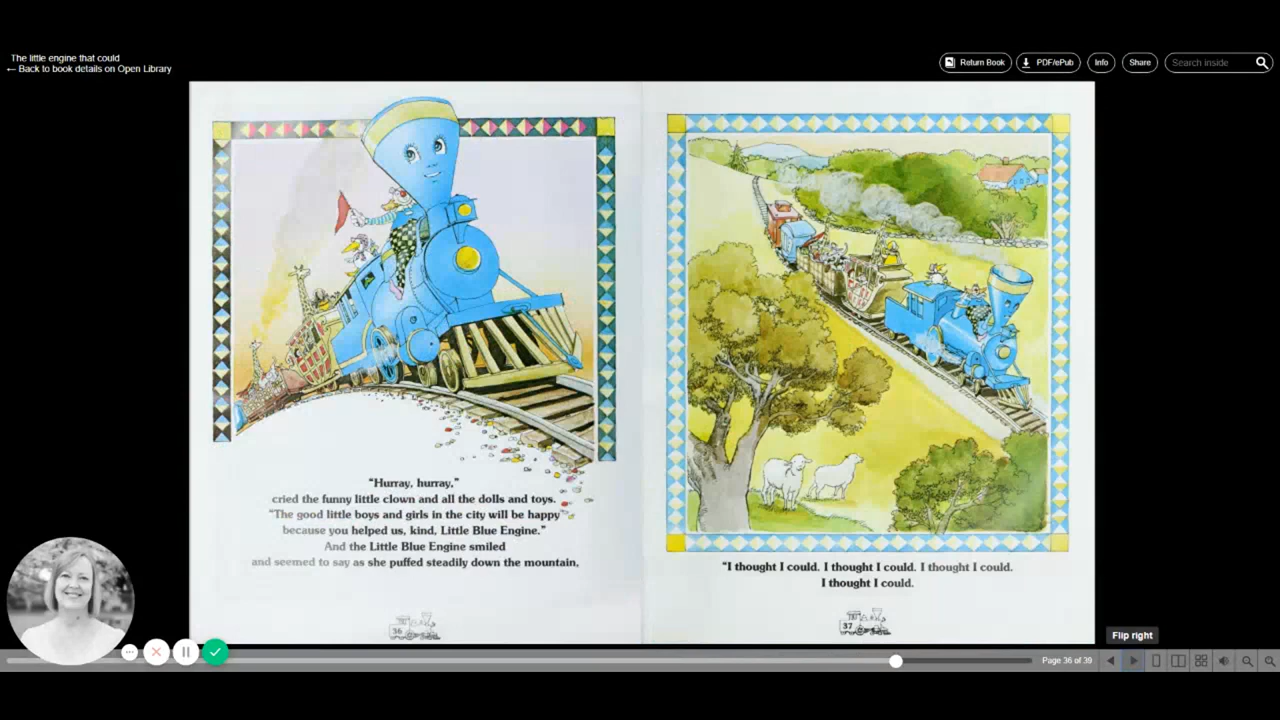 The little engine that could
← Back to book details on Open Library
Return Book
PDF/ePub
Info
Share
Search inside
“Hurray, hurray,”
cried the funny little clown and all the dolls and toys.
“The good little boys and girls in the city will be happy
because you helped us, kind, Little Blue Engine.”
And the Little Blue Engine smiled
and seemed to say as she puffed steadily down the mountain,
36
“I thought I could. I thought I could. I thought I could.
I thought I could.
37
Flip right
Page 36 of 39